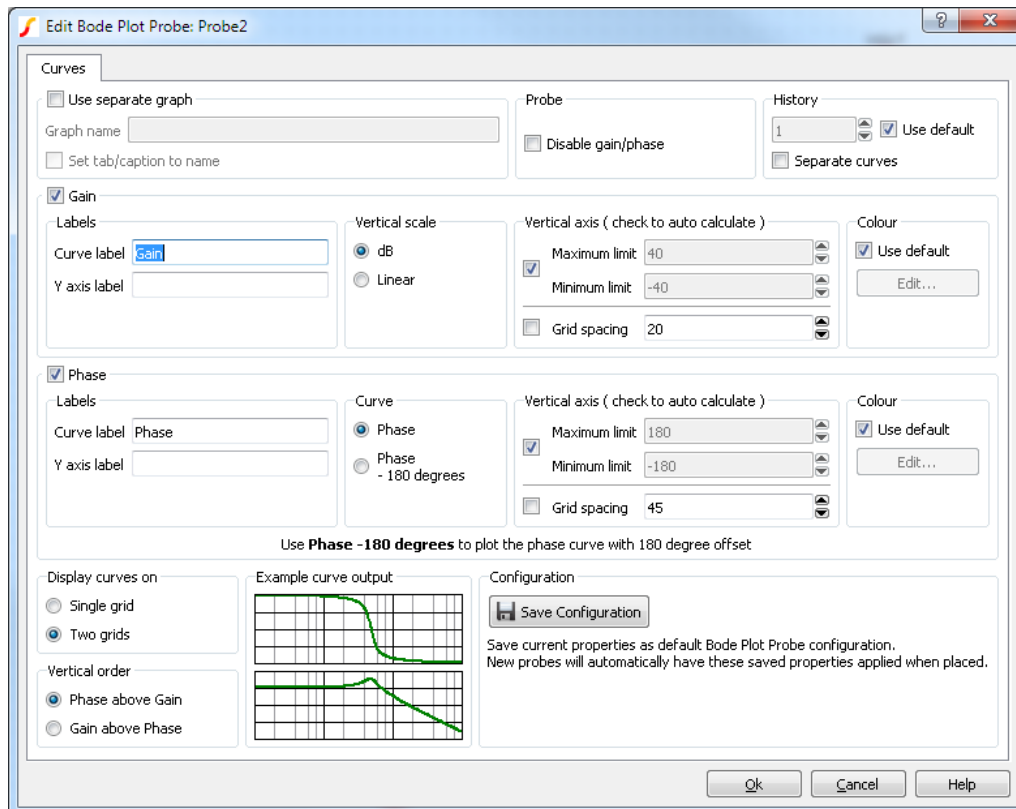 Edit Bode Plot Probe: Probe2
?
Curves
Use separate graph
Graph name
Set tab/caption to name
Probe
Disable gain/phase
History
1
Use default
Separate curves
Gain
Labels
Curve label Gain
Y axis label
Vertical scale
dB
Linear
Vertical axis ( check to auto calculate )
Maximum limit 40
Minimum limit -40
Grid spacing 20
Colour
Use default
Edit...
Phase
Labels
Curve label Phase
Y axis label
Curve
Phase
Phase
- 180 degrees
Vertical axis ( check to auto calculate )
Maximum limit 180
Minimum limit -180
Grid spacing 45
Colour
Use default
Edit...
Use Phase -180 degrees to plot the phase curve with 180 degree offset
Display curves on
Single grid
Two grids
Vertical order
Phase above Gain
Gain above Phase
Example curve output
Configuration
Save Configuration
Save current properties as default Bode Plot Probe configuration.
New probes will automatically have these saved properties applied when placed.
Ok
Cancel
Help